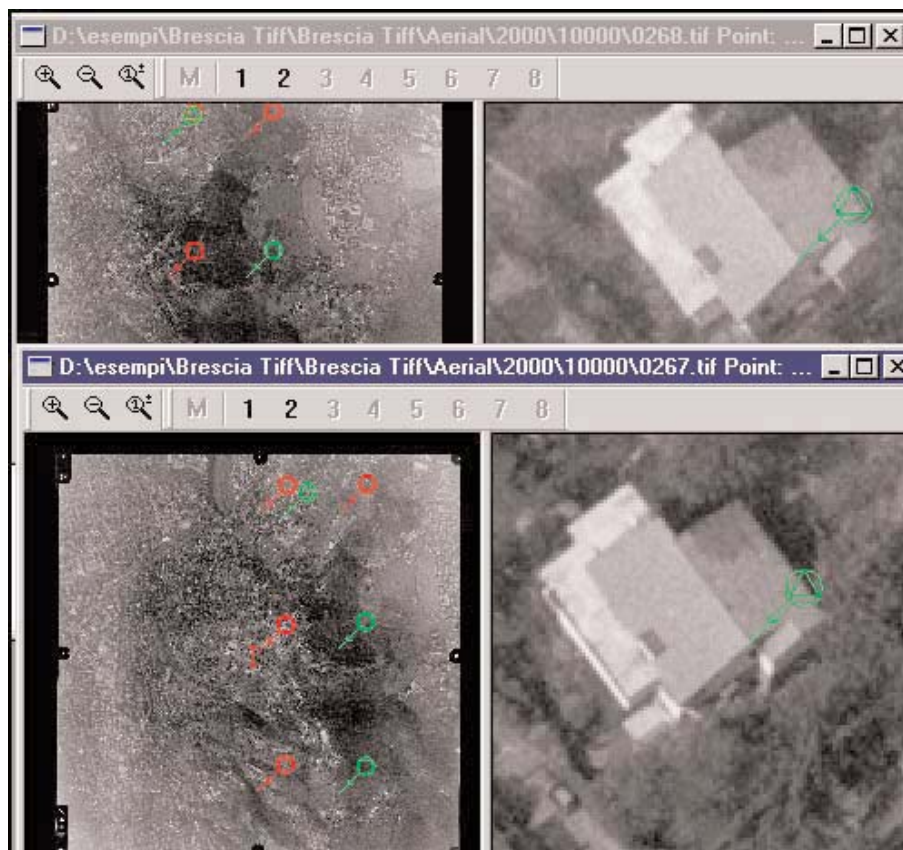 D:\esempi\Brescia Tiff\Brescia Tiff\Aerial\2000\10000\0268.tif Point: ...
M 1 2 3 4 5 6 7 8
D:\esempi\Brescia Tiff\Brescia Tiff\Aerial\2000\10000\0267.tif Point: ...
M 1 2 3 4 5 6 7 8